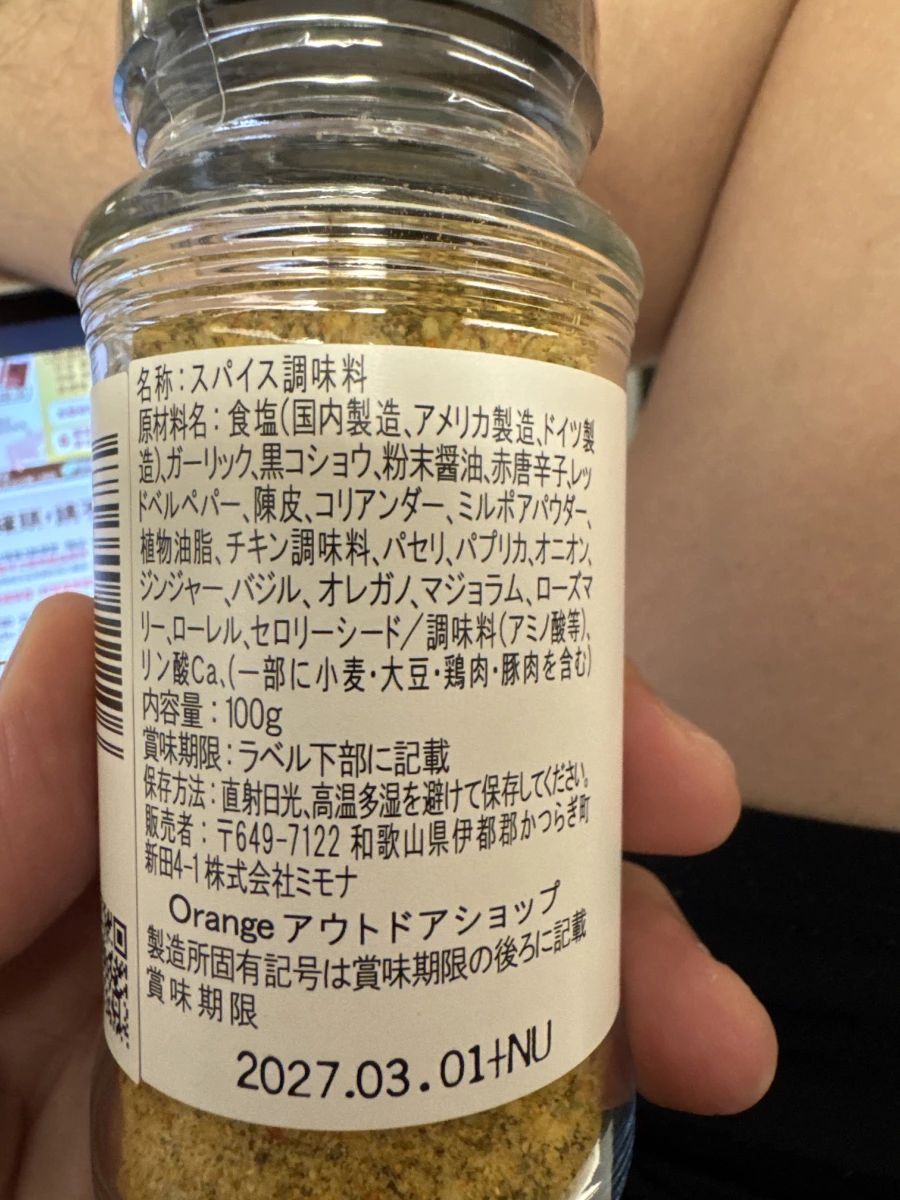 名称:スパイス調味料
原材料名:食塩(国内製造、アメリカ製造、ドイツ製
造)、ガーリック、黒コショウ、粉末醤油、赤唐辛子、レッ
ドベルペパー、陳皮、コリアンダー、ミルポアパウダー、
植物油脂、チキン調味料、パセリ、パプリカ、オニオン、
ジンジャー、バジル、オレガノ、マジョラム、ローズマ
リー、ローレル、セロリーシード/調味料(アミノ酸等)、
リン酸Ca、(一部に小麦・大豆・鶏肉・豚肉を含む)
内容量:100g
賞味期限:ラベル下部に記載
保存方法:直射日光、高温多湿を避けて保存してください。
販売者:〒649-7122 和歌山県伊都郡かつらぎ町
新田4-1 株式会社ミモナ
Orange アウトドアショップ
製造所固有記号は賞味期限の後ろに記載
賞味期限
2027.03.01+NU